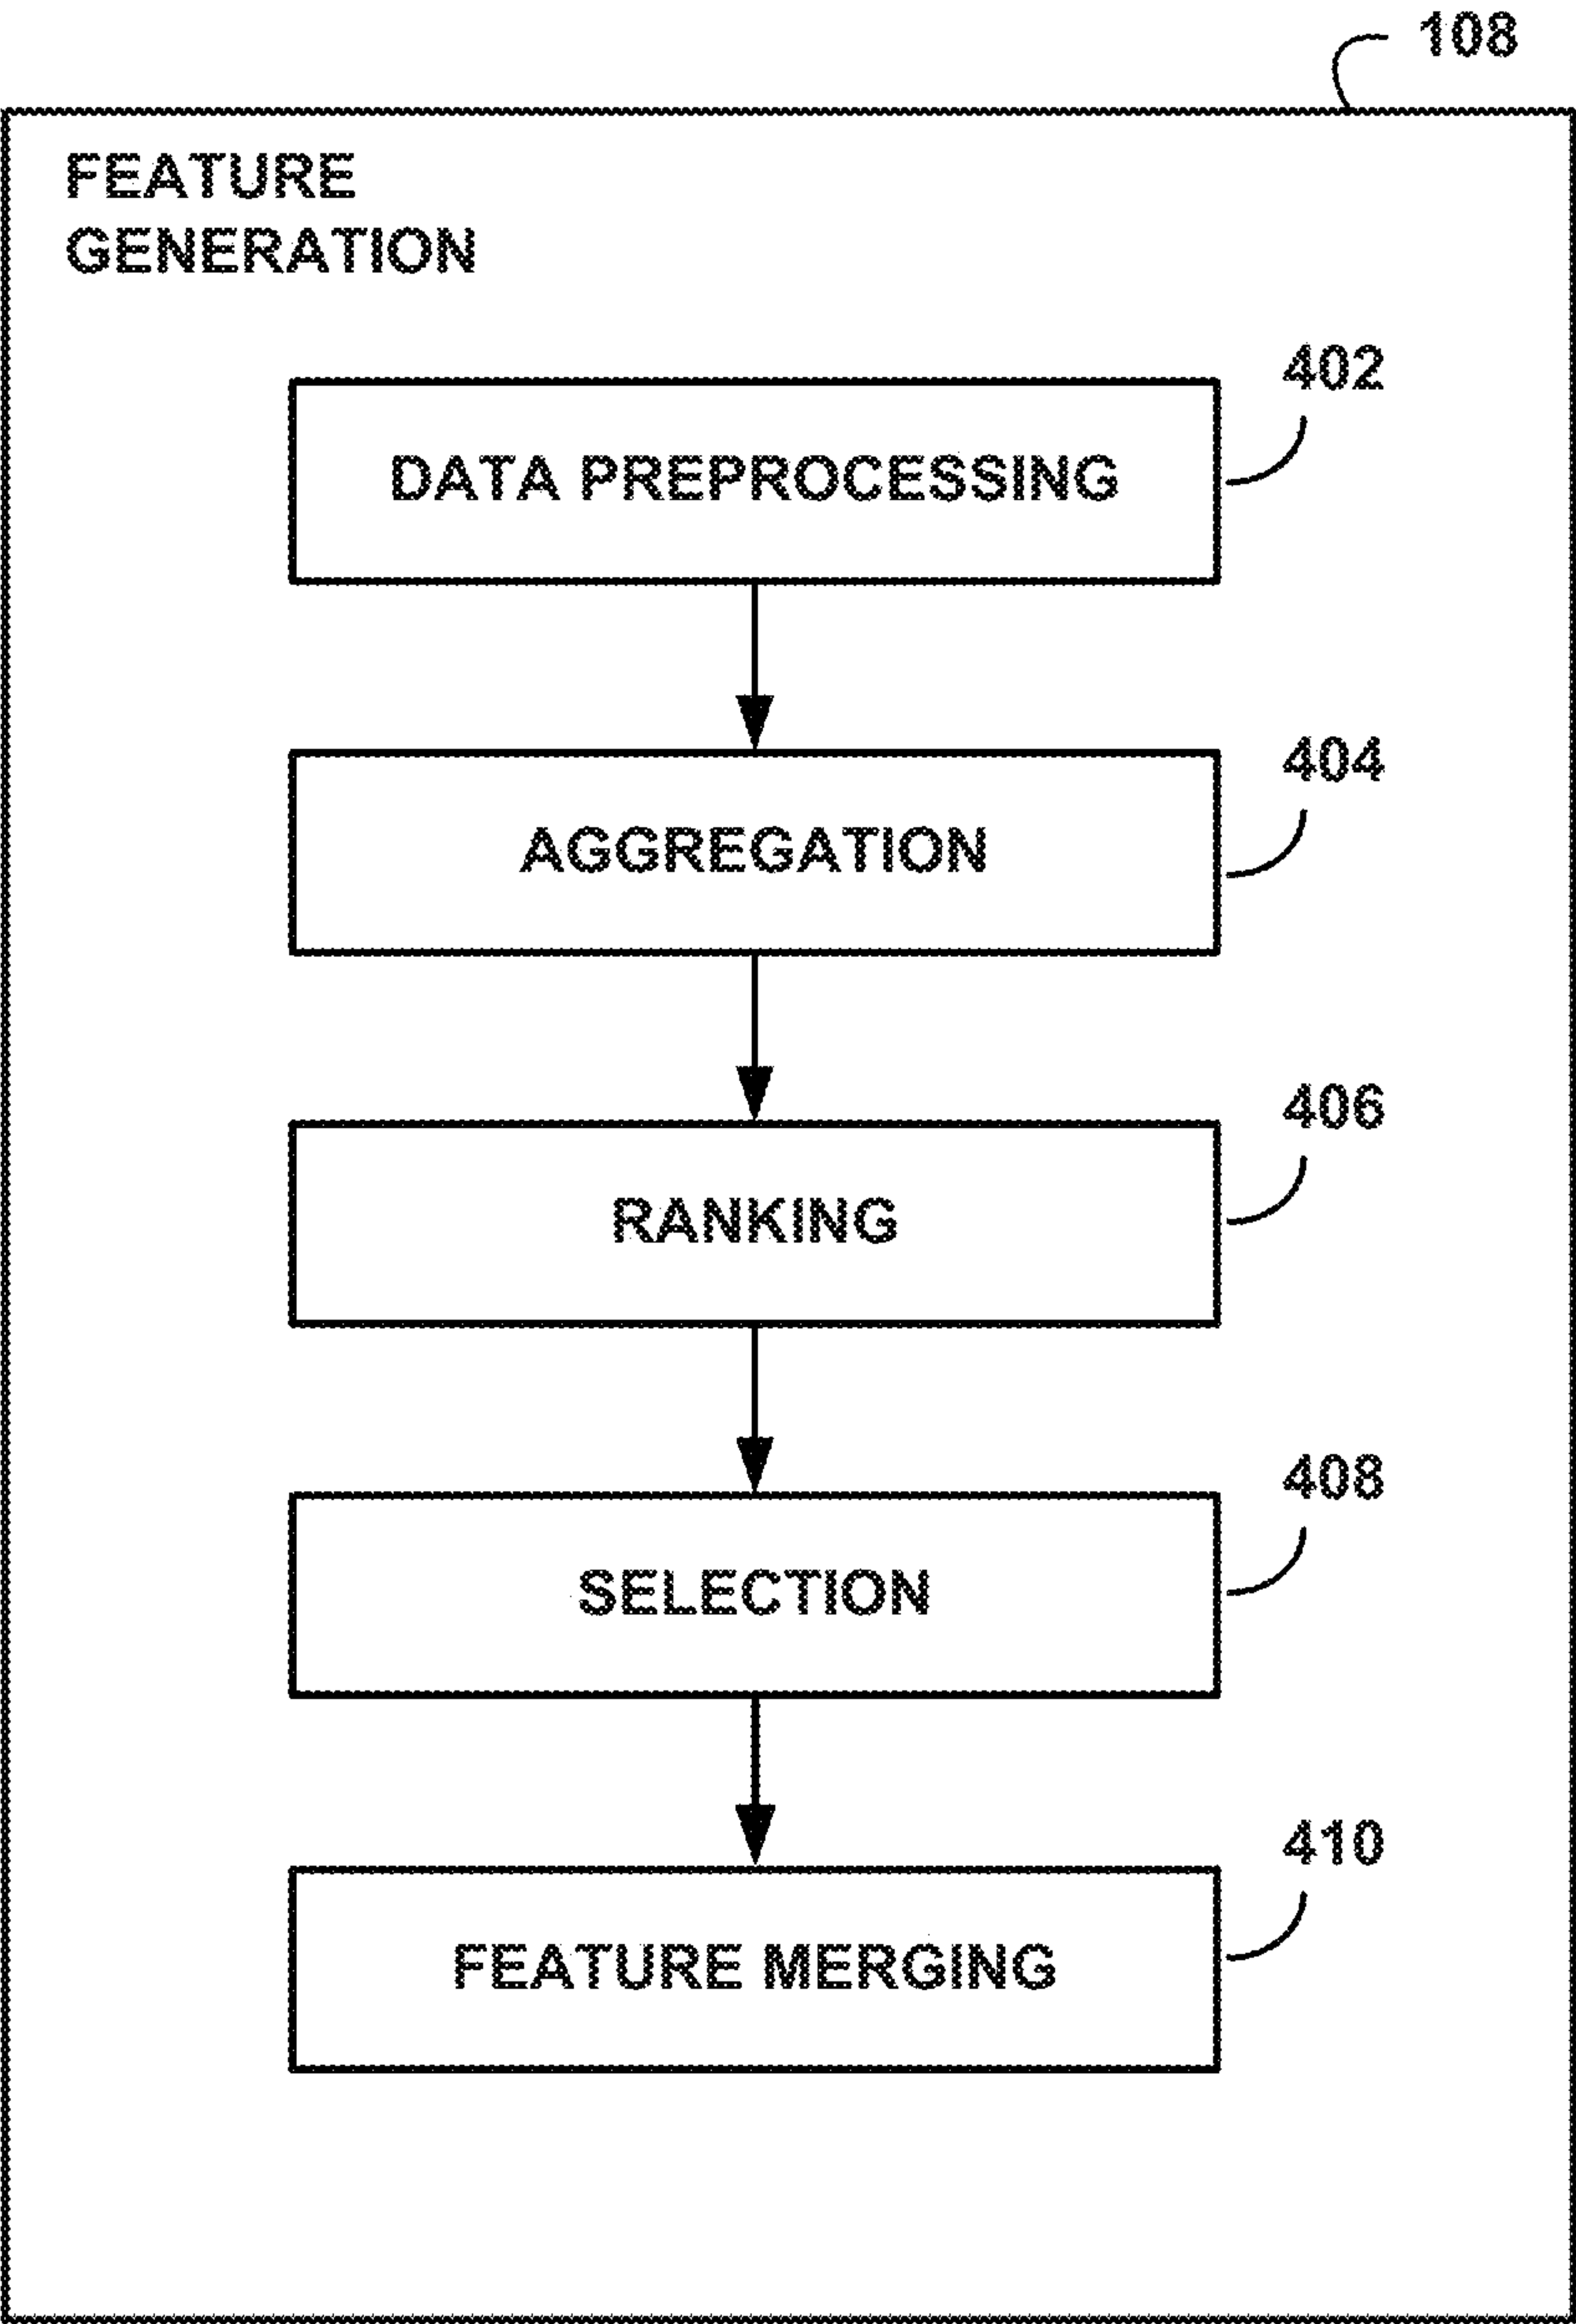 108
FEATURE
GENERATION
402
DATA PREPROCESSING
404
AGGREGATION
406
RANKING
408
SELECTION
410
FEATURE MERGING